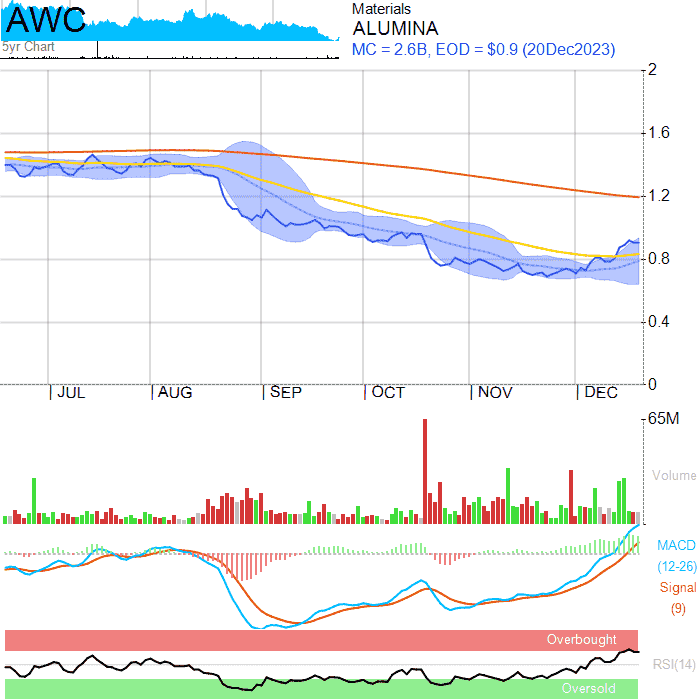 AWC
5yr Chart
Materials
ALUMINA
MC = 2.6B, EOD = $0.9 (20Dec2023)
2
1.6
1.2
0.8
0.4
0
JUL
AUG
SEP
OCT
NOV
DEC
65M
Volume
MACD
(12-26)
Signal
(9)
Overbought
RSI(14)
Oversold